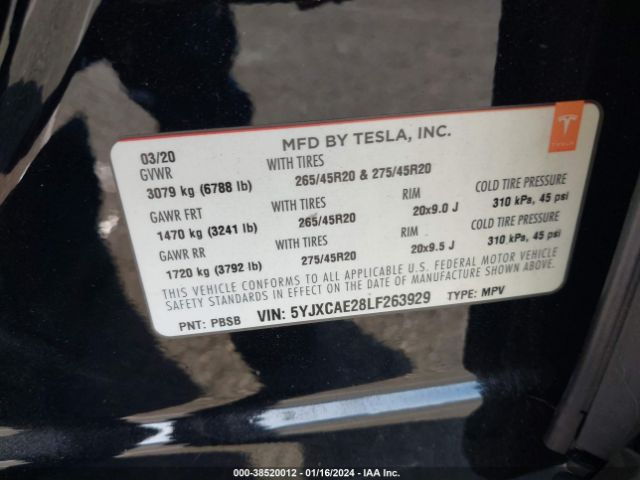 03/20
MFD BY TESLA, INC.
TESLA
GVWR WITH TIRES
3079 kg (6788 lb) 265/45R20 & 275/45R20
GAWR FRT WITH TIRES RIM COLD TIRE PRESSURE
1470 kg (3241 lb) 265/45R20 20x9.0 J 310 kPa, 45 psi
GAWR RR WITH TIRES RIM COLD TIRE PRESSURE
1720 kg (3792 lb) 275/45R20 20x9.5 J 310 kPa, 45 psi
THIS VEHICLE CONFORMS TO ALL APPLICABLE U.S. FEDERAL MOTOR VEHICLE
SAFETY STANDARDS IN EFFECT ON THE DATE OF MANUFACTURE SHOWN ABOVE.
PNT: PBSB VIN: 5YJXCAE28LF263929 TYPE: MPV
000-38520012 - 01/16/2024 - IAA Inc.